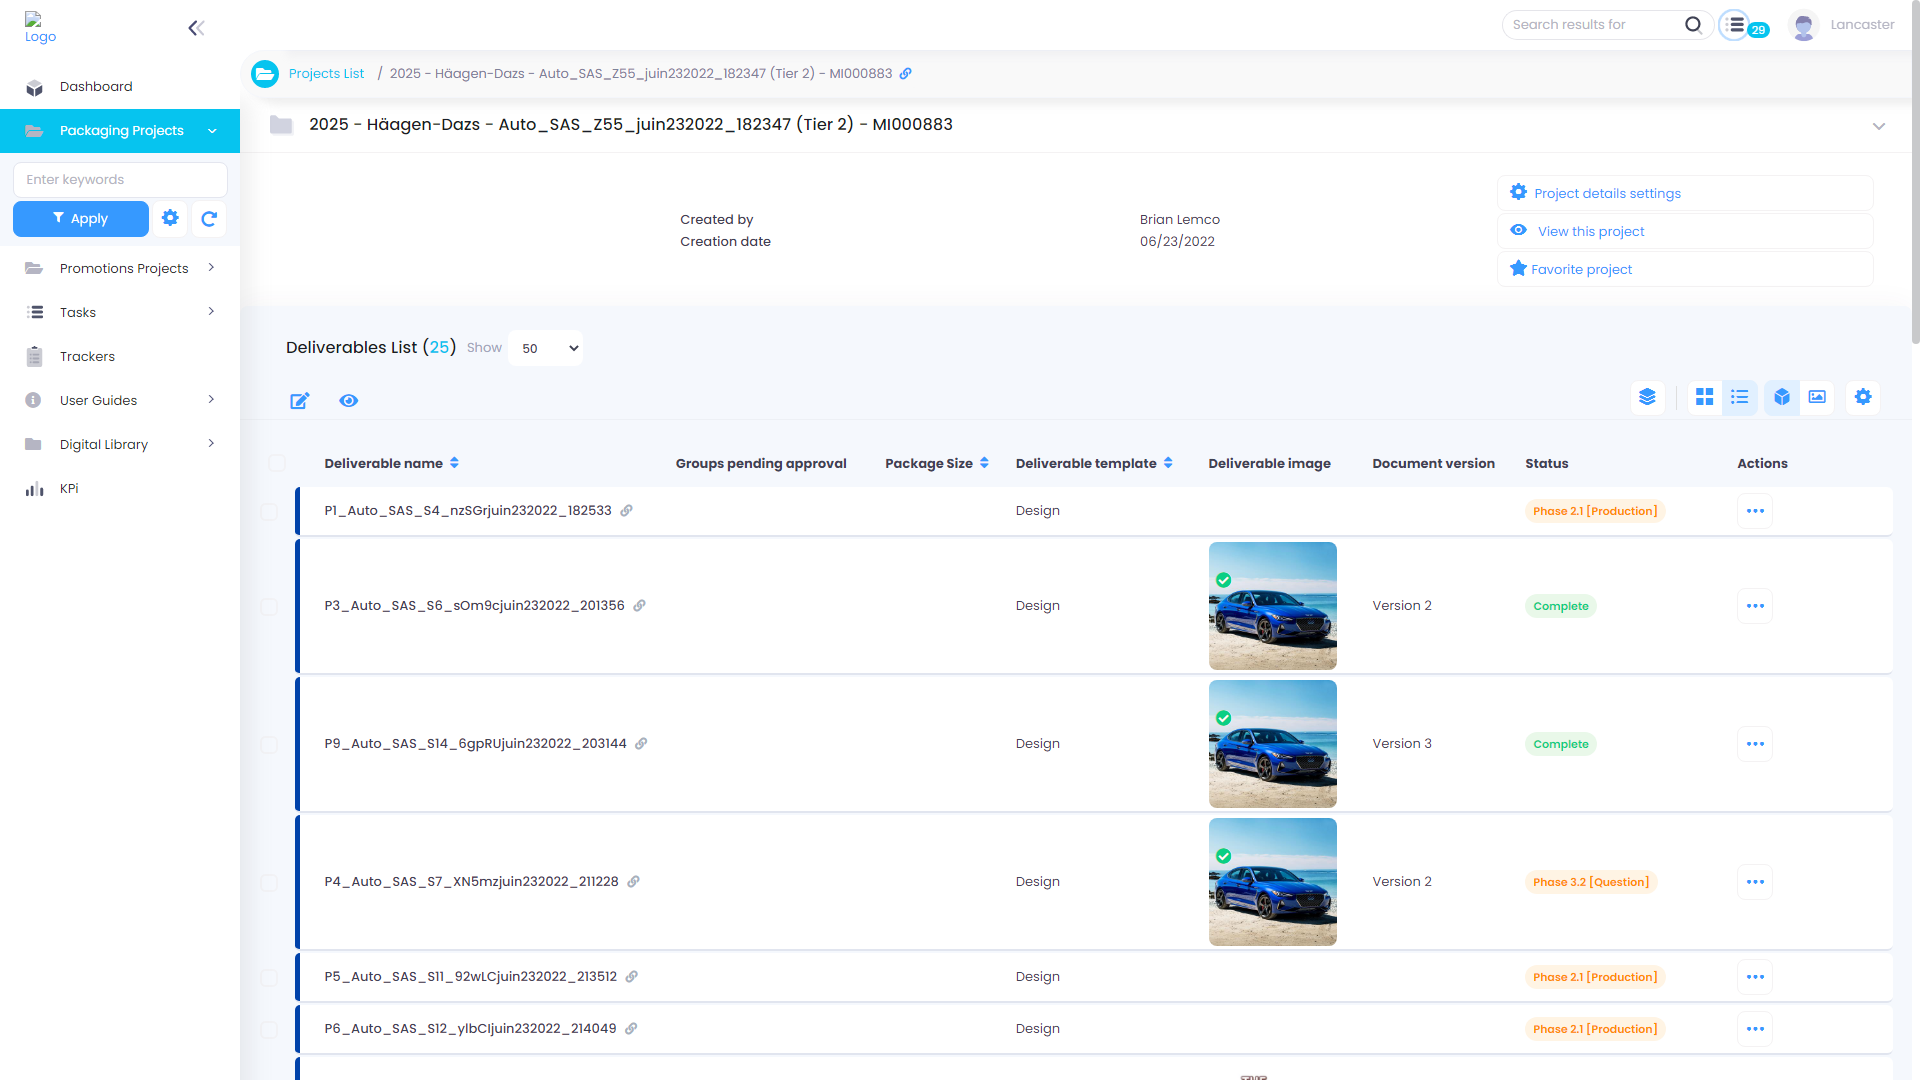 Logo
Search results for
29
Lancaster
Dashboard
Packaging Projects
Enter keywords
Apply
Promotions Projects
Tasks
Trackers
User Guides
Digital Library
KPi
Projects List / 2025 - Häagen-Dazs - Auto_SAS_Z55_juin232022_182347 (Tier 2) - MI000883
2025 - Häagen-Dazs - Auto_SAS_Z55_juin232022_182347 (Tier 2) - MI000883
Created by Brian Lemco
Creation date 06/23/2022
Project details settings
View this project
Favorite project
Deliverables List (25) Show 50
Deliverable name Groups pending approval Package Size Deliverable template Deliverable image Document version Status Actions
P1_Auto_SAS_S4_nzSGrjuin232022_182533 Design Phase 2.1 [Production]
P3_Auto_SAS_S6_sOm9cjuin232022_201356 Design Version 2 Complete
P9_Auto_SAS_S14_6gpRUjuin232022_203144 Design Version 3 Complete
P4_Auto_SAS_S7_XN5mzjuin232022_211228 Design Version 2 Phase 3.2 [Question]
P5_Auto_SAS_S11_92wLCjuin232022_213512 Design Phase 2.1 [Production]
P6_Auto_SAS_S12_ylbCIjuin232022_214049 Design Phase 2.1 [Production]